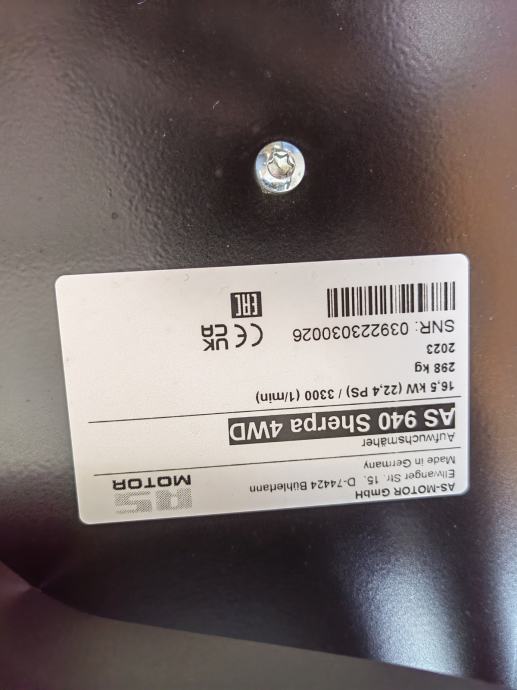 AS-MOTOR GmbH
Ellwanger Str. 15, D-74424 Bühlertann
Made in Germany
AS
MOTOR
Aufwuchsmäher
AS 940 Sherpa 4WD
16,5 kW (22,4 PS) / 3300 (1/min)
298 kg
2023
SNR: 039223030026
CE
UK
CA
EAC